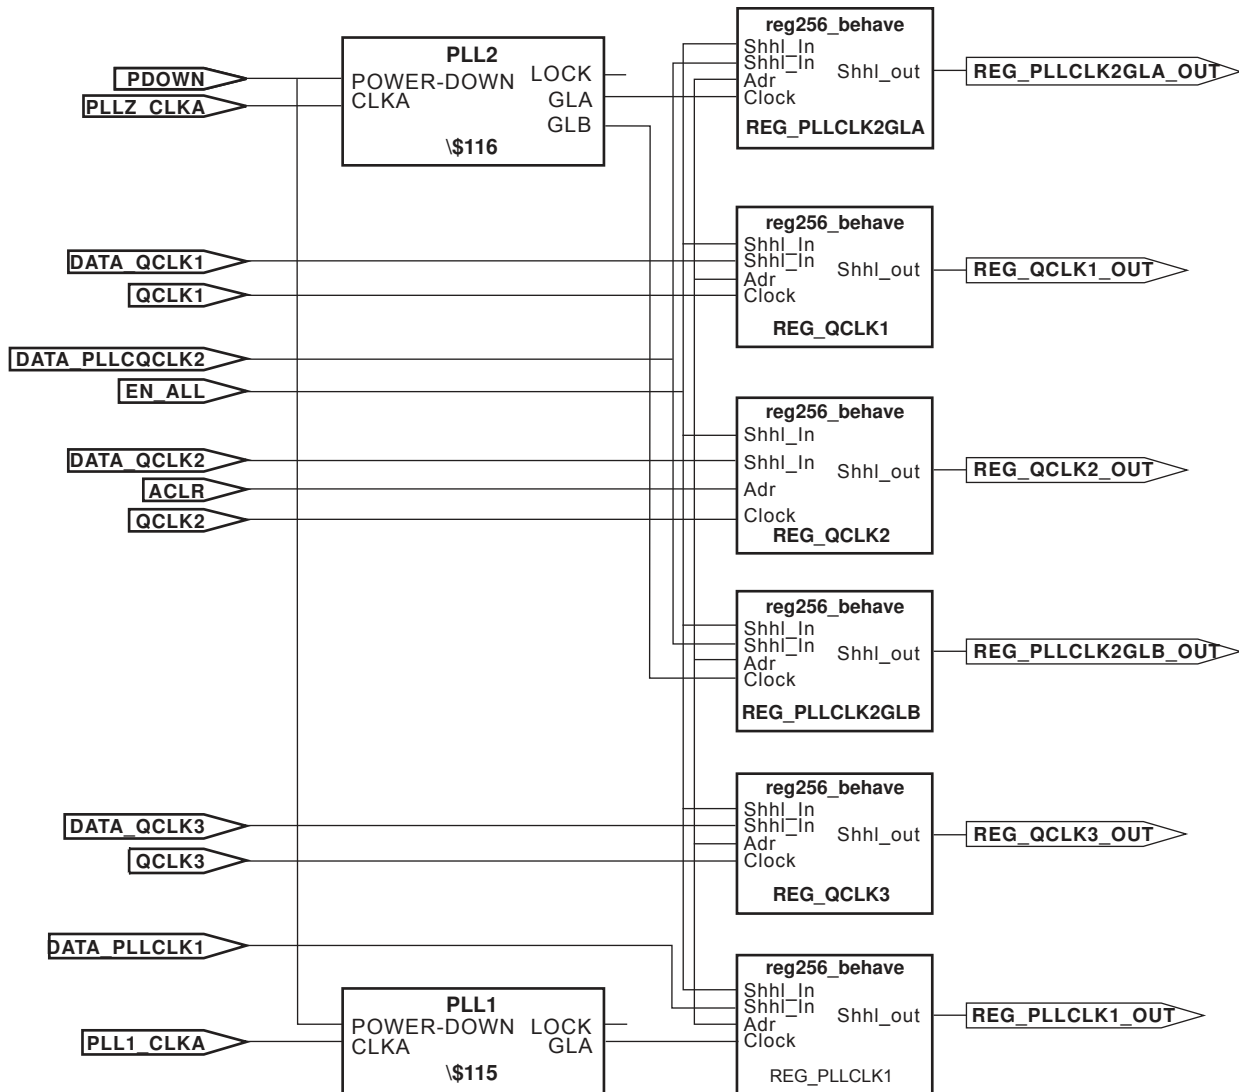 PDOWN
PLLZ_CLKA
PLL2
POWER-DOWN
CLKA
LOCK
GLA
GLB
\$116
reg256_behave
Shhl_In
Shhl_In
Adr
Clock
Shhl_out
REG_PLLCLK2GLA
REG_PLLCLK2GLA_OUT
DATA_QCLK1
QCLK1
reg256_behave
Shhl_In
Shhl_In
Adr
Clock
Shhl_out
REG_QCLK1
REG_QCLK1_OUT
DATA_PLLCQCLK2
EN_ALL
DATA_QCLK2
ACLR
QCLK2
reg256_behave
Shhl_In
Shhl_In
Adr
Clock
Shhl_out
REG_QCLK2
REG_QCLK2_OUT
reg256_behave
Shhl_In
Shhl_In
Adr
Clock
Shhl_out
REG_PLLCLK2GLB
REG_PLLCLK2GLB_OUT
DATA_QCLK3
QCLK3
reg256_behave
Shhl_In
Shhl_In
Adr
Clock
Shhl_out
REG_QCLK3
REG_QCLK3_OUT
DATA_PLLCLK1
PLL1_CLKA
PLL1
POWER-DOWN
CLKA
LOCK
GLA
\$115
reg256_behave
Shhl_In
Shhl_In
Adr
Clock
Shhl_out
REG_PLLCLK1
REG_PLLCLK1_OUT